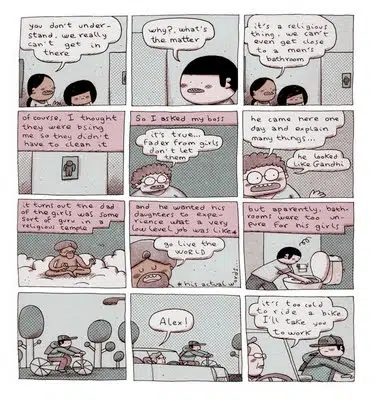 you don't under-
stand, we really
can't get in
there
why?, what's
the matter
it's a religious
thing. we can't
even get close
to a men's
bathroom
of course, I thought
they were bsing
me so they didn't
have to clean it
So I asked my boss
it's true...
fader from girls
don't let
them
he came here
one day and explain
many things...
he looked
like Gandhi
it turns out the dad
of the girls was some
sort of guru in a
religious temple
and he wanted his
daughters to expe-
rience what a very
low level job was like*
go live the
WORLD
*his actual words.
but aparently, bath-
rooms were too un-
pure for his girls
Alex!
it's too cold
to ride a bike
I'll take you
to work